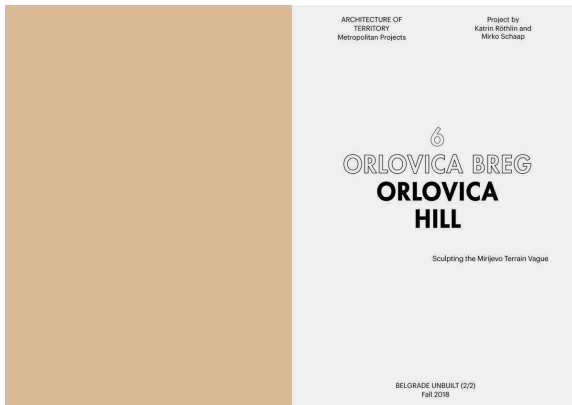 ARCHITECTURE OF
TERRITORY
Metropolitan Projects
Project by
Katrin Röthlin and
Mirko Schaap
6
ORLOVICA BREG
ORLOVICA
HILL
Sculpting the Mirijevo Terrain Vague
BELGRADE UNBUILT (2/2)
Fall 2018